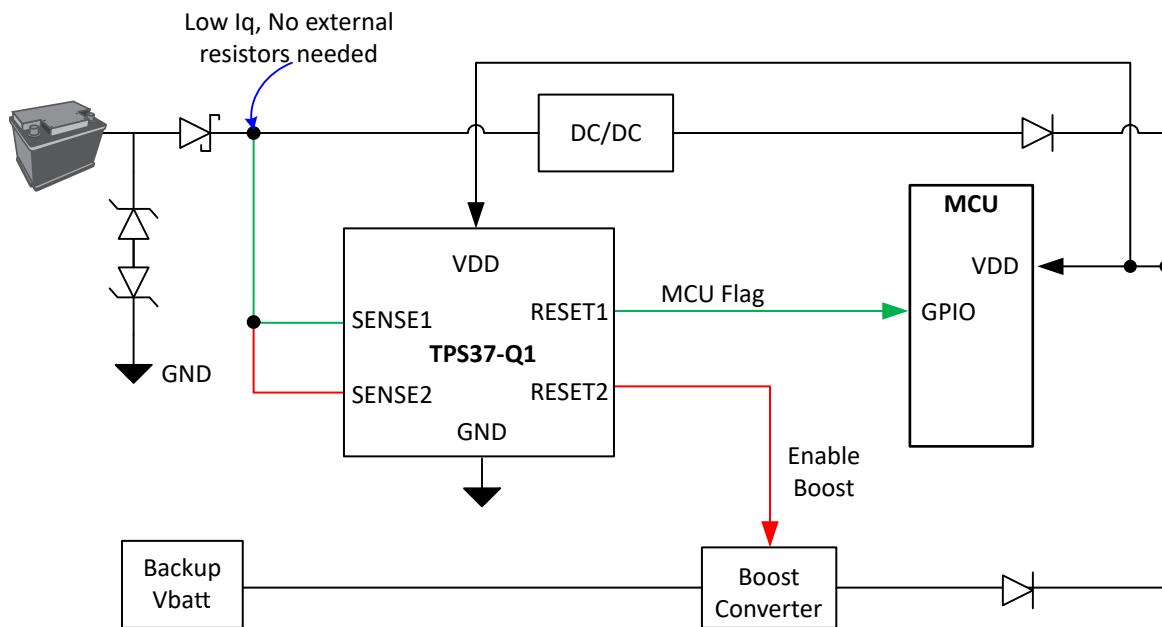 Low Iq, No external
resistors needed
DC/DC
MCU
VDD
VDD
RESET1
MCU Flag
GPIO
SENSE1
TPS37-Q1
GND
SENSE2
RESET2
GND
Enable
Boost
Backup
Vbatt
Boost
Converter